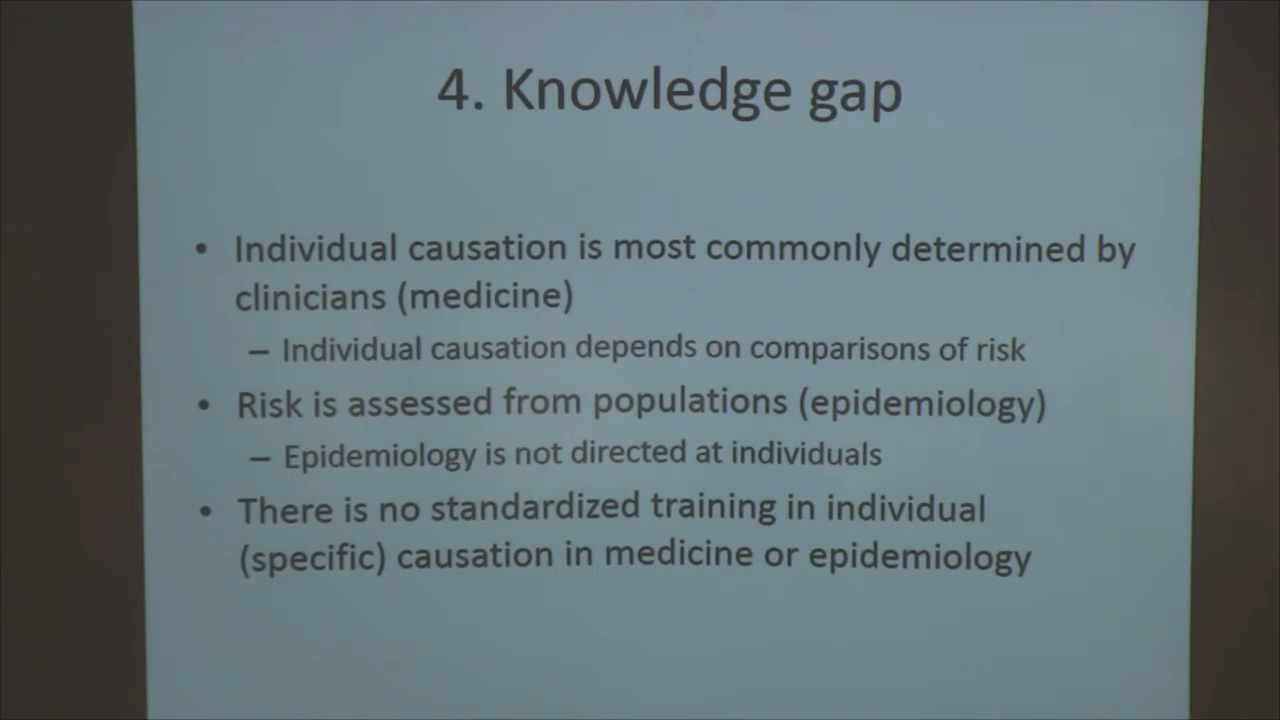 4. Knowledge gap
• Individual causation is most commonly determined by
clinicians (medicine)
– Individual causation depends on comparisons of risk
• Risk is assessed from populations (epidemiology)
– Epidemiology is not directed at individuals
• There is no standardized training in individual
(specific) causation in medicine or epidemiology